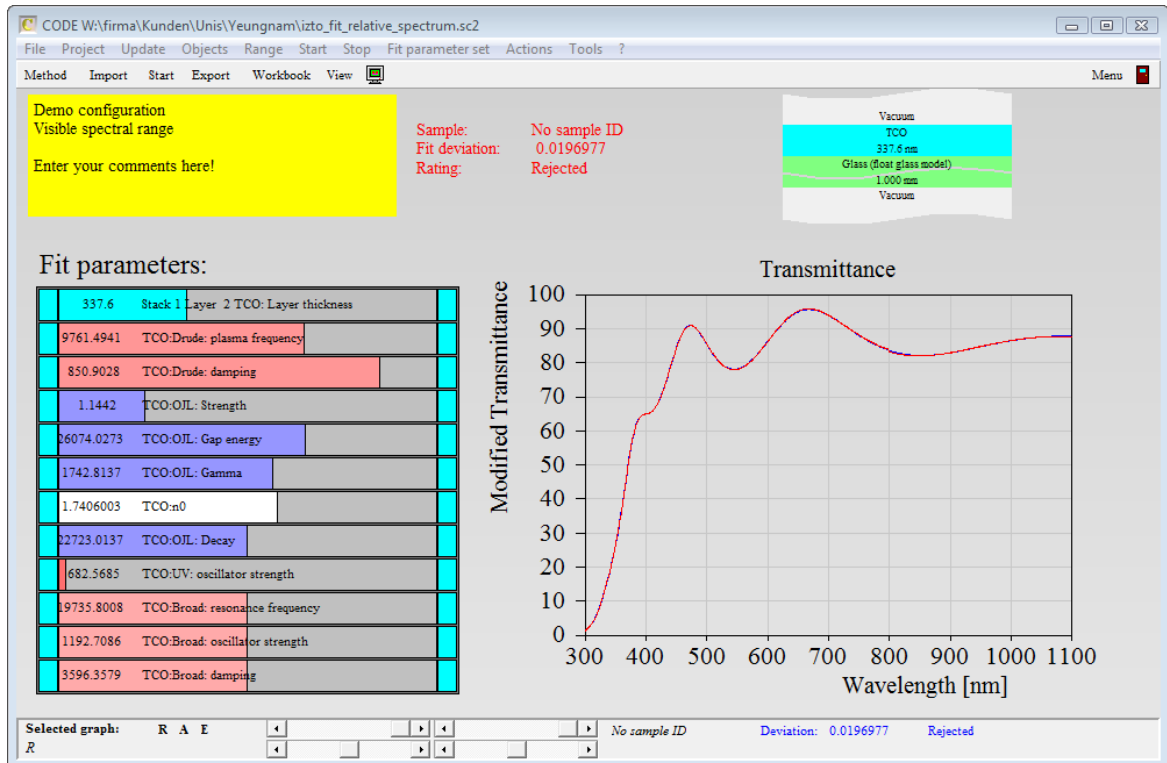 CODE W:\firma\Kunden\Unis\Yeungnam\izto_fit_relative_spectrum.sc2
File Project Update Objects Range Start Stop Fit parameter set Actions Tools ?
Method Import Start Export Workbook View Menu
Demo configuration
Visible spectral range
Enter your comments here!
Sample: No sample ID
Fit deviation: 0.0196977
Rating: Rejected
Vacuum
TCO
337.6 nm
Glass (float glass model)
1.000 mm
Vacuum
Fit parameters:
337.6 Stack 1 Layer 2 TCO: Layer thickness
9761.4941 TCO:Drude: plasma frequency
850.9028 TCO:Drude: damping
1.1442 TCO:OJL: Strength
26074.0273 TCO:OJL: Gap energy
1742.8137 TCO:OJL: Gamma
1.7406003 TCO:n0
22723.0137 TCO:OJL: Decay
682.5685 TCO:UV: oscillator strength
19735.8008 TCO:Broad: resonance frequency
1192.7086 TCO:Broad: oscillator strength
3596.3579 TCO:Broad: damping
Transmittance
Modified Transmittance
100
90
80
70
60
50
40
30
20
10
0
300 400 500 600 700 800 900 1000 1100
Wavelength [nm]
Selected graph: R A E No sample ID Deviation: 0.0196977 Rejected
R